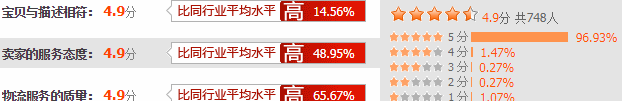 宝贝与描述相符： 4.9分 比同行业平均水平 高 14.56%
卖家的服务态度： 4.9分 比同行业平均水平 高 48.95%
物流服务的质量： 4.9分 比同行业平均水平 高 65.67%
4.9分 共748人
5分 96.93%
4分 1.47%
3分 0.27%
2分 0.27%
1分 1.07%